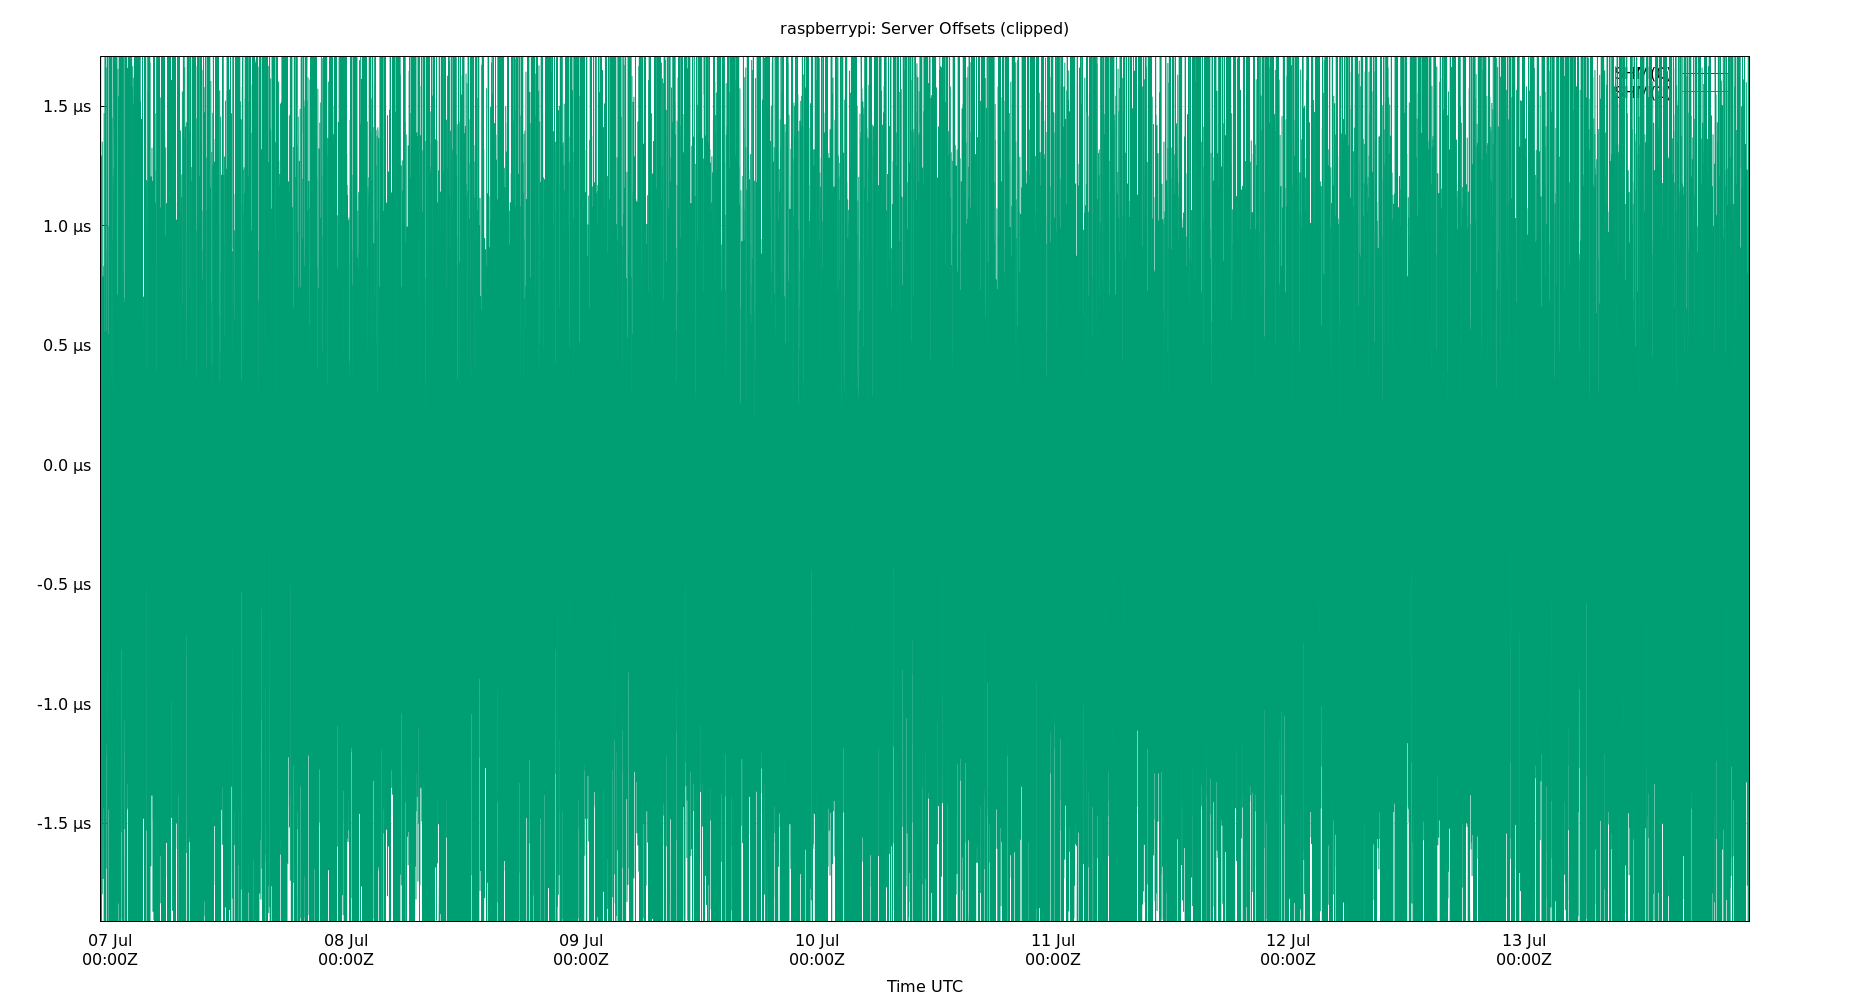 raspberrypi: Server Offsets (clipped)
1.5 µs
1.0 µs
0.5 µs
0.0 µs
-0.5 µs
-1.0 µs
-1.5 µs
07 Jul 08 Jul 09 Jul 10 Jul 11 Jul 12 Jul 13 Jul
00:00Z 00:00Z 00:00Z 00:00Z 00:00Z 00:00Z 00:00Z
Time UTC